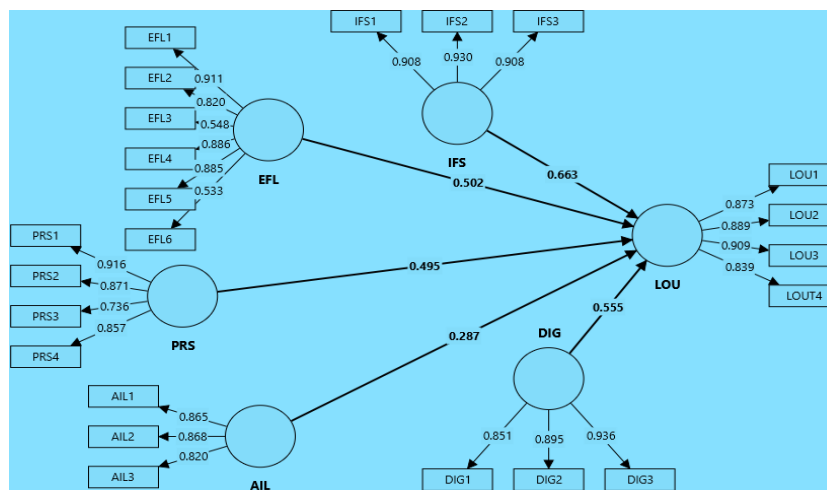 IFS1
IFS2
IFS3
0.908
0.930
0.908
IFS
EFL1
EFL2
EFL3
EFL4
EFL5
EFL6
0.911
0.820
0.548
0.886
0.885
0.533
EFL
0.502
0.663
LOU1
LOU2
LOU3
LOUT4
0.873
0.889
0.909
0.839
LOU
PRS1
PRS2
PRS3
PRS4
0.916
0.871
0.736
0.857
PRS
0.495
0.287
0.555
AIL1
AIL2
AIL3
0.865
0.868
0.820
AIL
DIG
0.851
0.895
0.936
DIG1
DIG2
DIG3